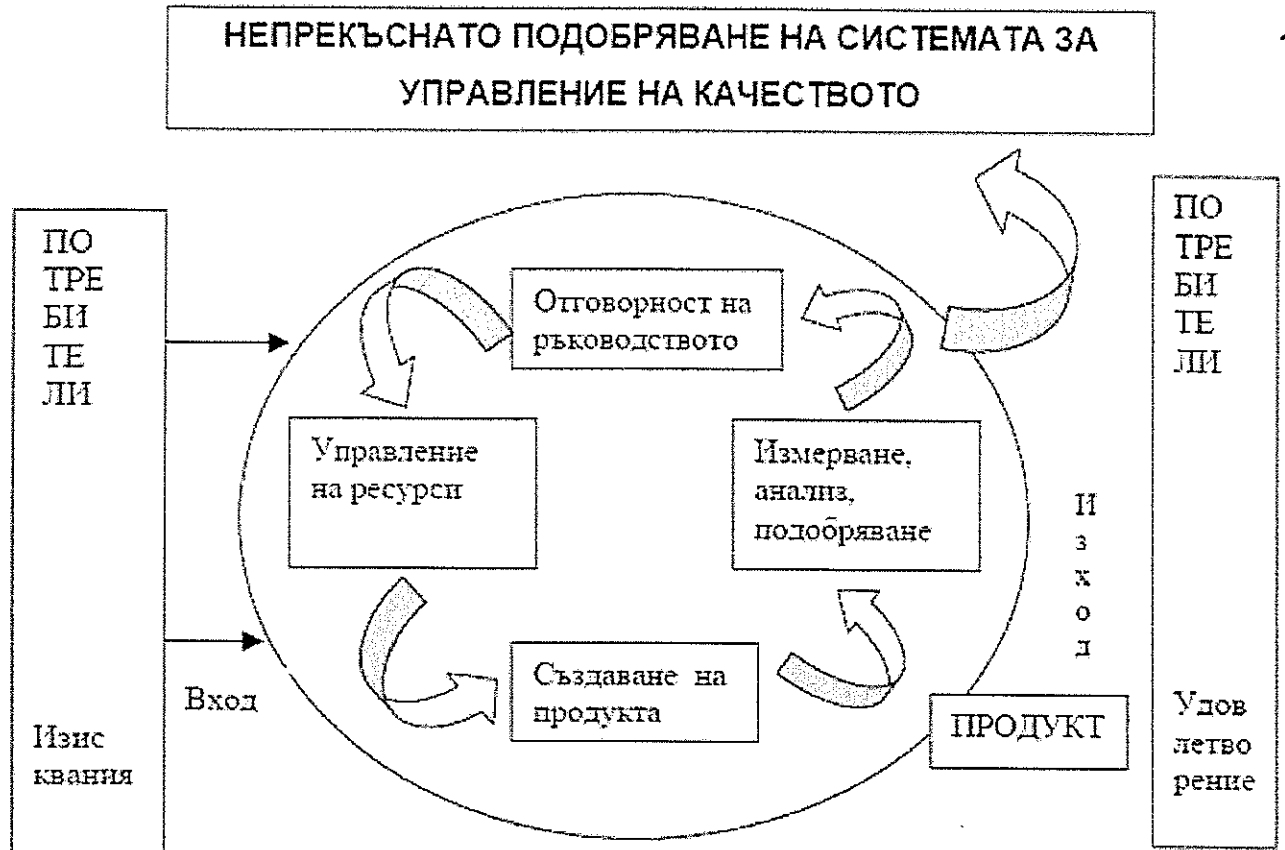 НЕПРЕКЪСНАТО ПОДОБРЯВАНЕ НА СИСТЕМАТА ЗА
УПРАВЛЕНИЕ НА КАЧЕСТВОТО
ПО
ТРЕ
БИ
ТЕ
ЛИ
Изис
квания
Вход
Отговорност на
ръководството
Управление
на ресурси
Измерване,
анализ,
подобряване
Създаване на
продукта
И
з
х
о
д
ПРОДУКТ
ПО
ТРЕ
БИ
ТЕ
ЛИ
Удов
летво
рение